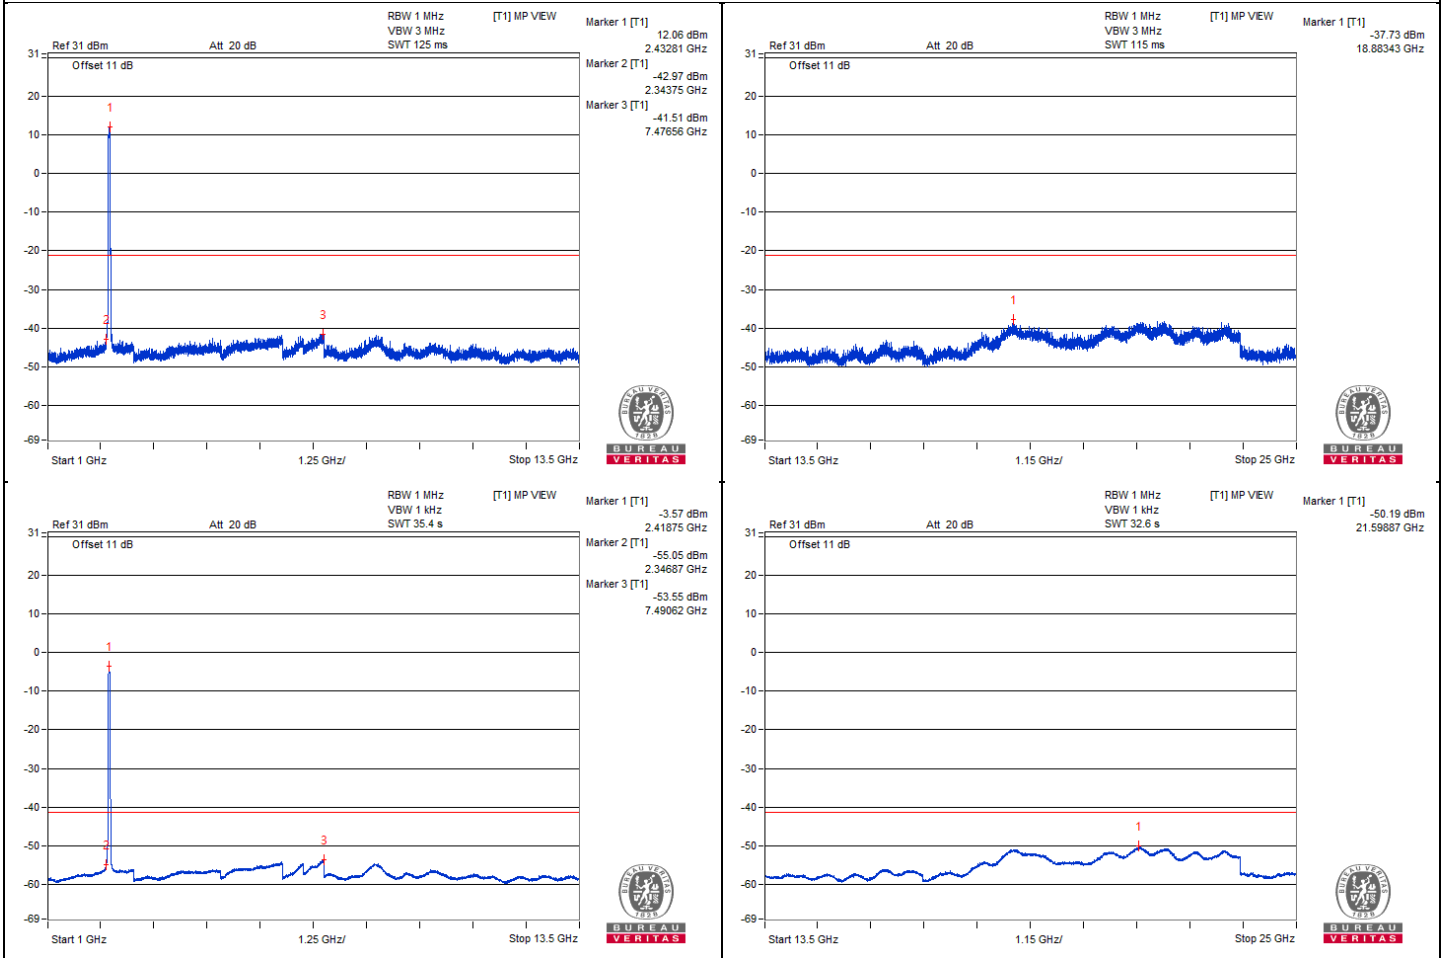 RBW 1 MHz [T1] MP VIEW
VBW 3 MHz
Ref 31 dBm Att 20 dB SWT 125 ms
Marker 1 [T1]
12.06 dBm
2.43281 GHz
Marker 2 [T1]
-42.97 dBm
2.34375 GHz
Marker 3 [T1]
-41.51 dBm
7.47656 GHz
31
Offset 11 dB
20
1
10
0
-10
-20
-30
2
3
-40
-50
-60
-69
Start 1 GHz 1.25 GHz/ Stop 13.5 GHz
BUREAU VERITAS
1828
BUREAU
VERITAS
RBW 1 MHz [T1] MP VIEW
VBW 3 MHz
Ref 31 dBm Att 20 dB SWT 115 ms
Marker 1 [T1]
-37.73 dBm
18.88343 GHz
31
Offset 11 dB
20
10
0
-10
-20
-30
1
-40
-50
-60
-69
Start 13.5 GHz 1.15 GHz/ Stop 25 GHz
BUREAU VERITAS
1828
BUREAU
VERITAS
RBW 1 MHz [T1] MP VIEW
VBW 1 kHz
Ref 31 dBm Att 20 dB SWT 35.4 s
Marker 1 [T1]
-3.57 dBm
2.41875 GHz
Marker 2 [T1]
-55.05 dBm
2.34687 GHz
Marker 3 [T1]
-53.55 dBm
7.49062 GHz
31
Offset 11 dB
20
10
1
0
-10
-20
-30
-40
2
3
-50
-60
-69
Start 1 GHz 1.25 GHz/ Stop 13.5 GHz
BUREAU VERITAS
1828
BUREAU
VERITAS
RBW 1 MHz [T1] MP VIEW
VBW 1 kHz
Ref 31 dBm Att 20 dB SWT 32.6 s
Marker 1 [T1]
-50.19 dBm
21.59887 GHz
31
Offset 11 dB
20
10
0
-10
-20
-30
-40
1
-50
-60
-69
Start 13.5 GHz 1.15 GHz/ Stop 25 GHz
BUREAU VERITAS
1828
BUREAU
VERITAS